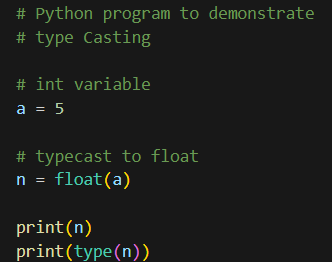 # Python program to demonstrate
# type Casting
# int variable
a = 5
# typecast to float
n = float(a)
print(n)
print(type(n))